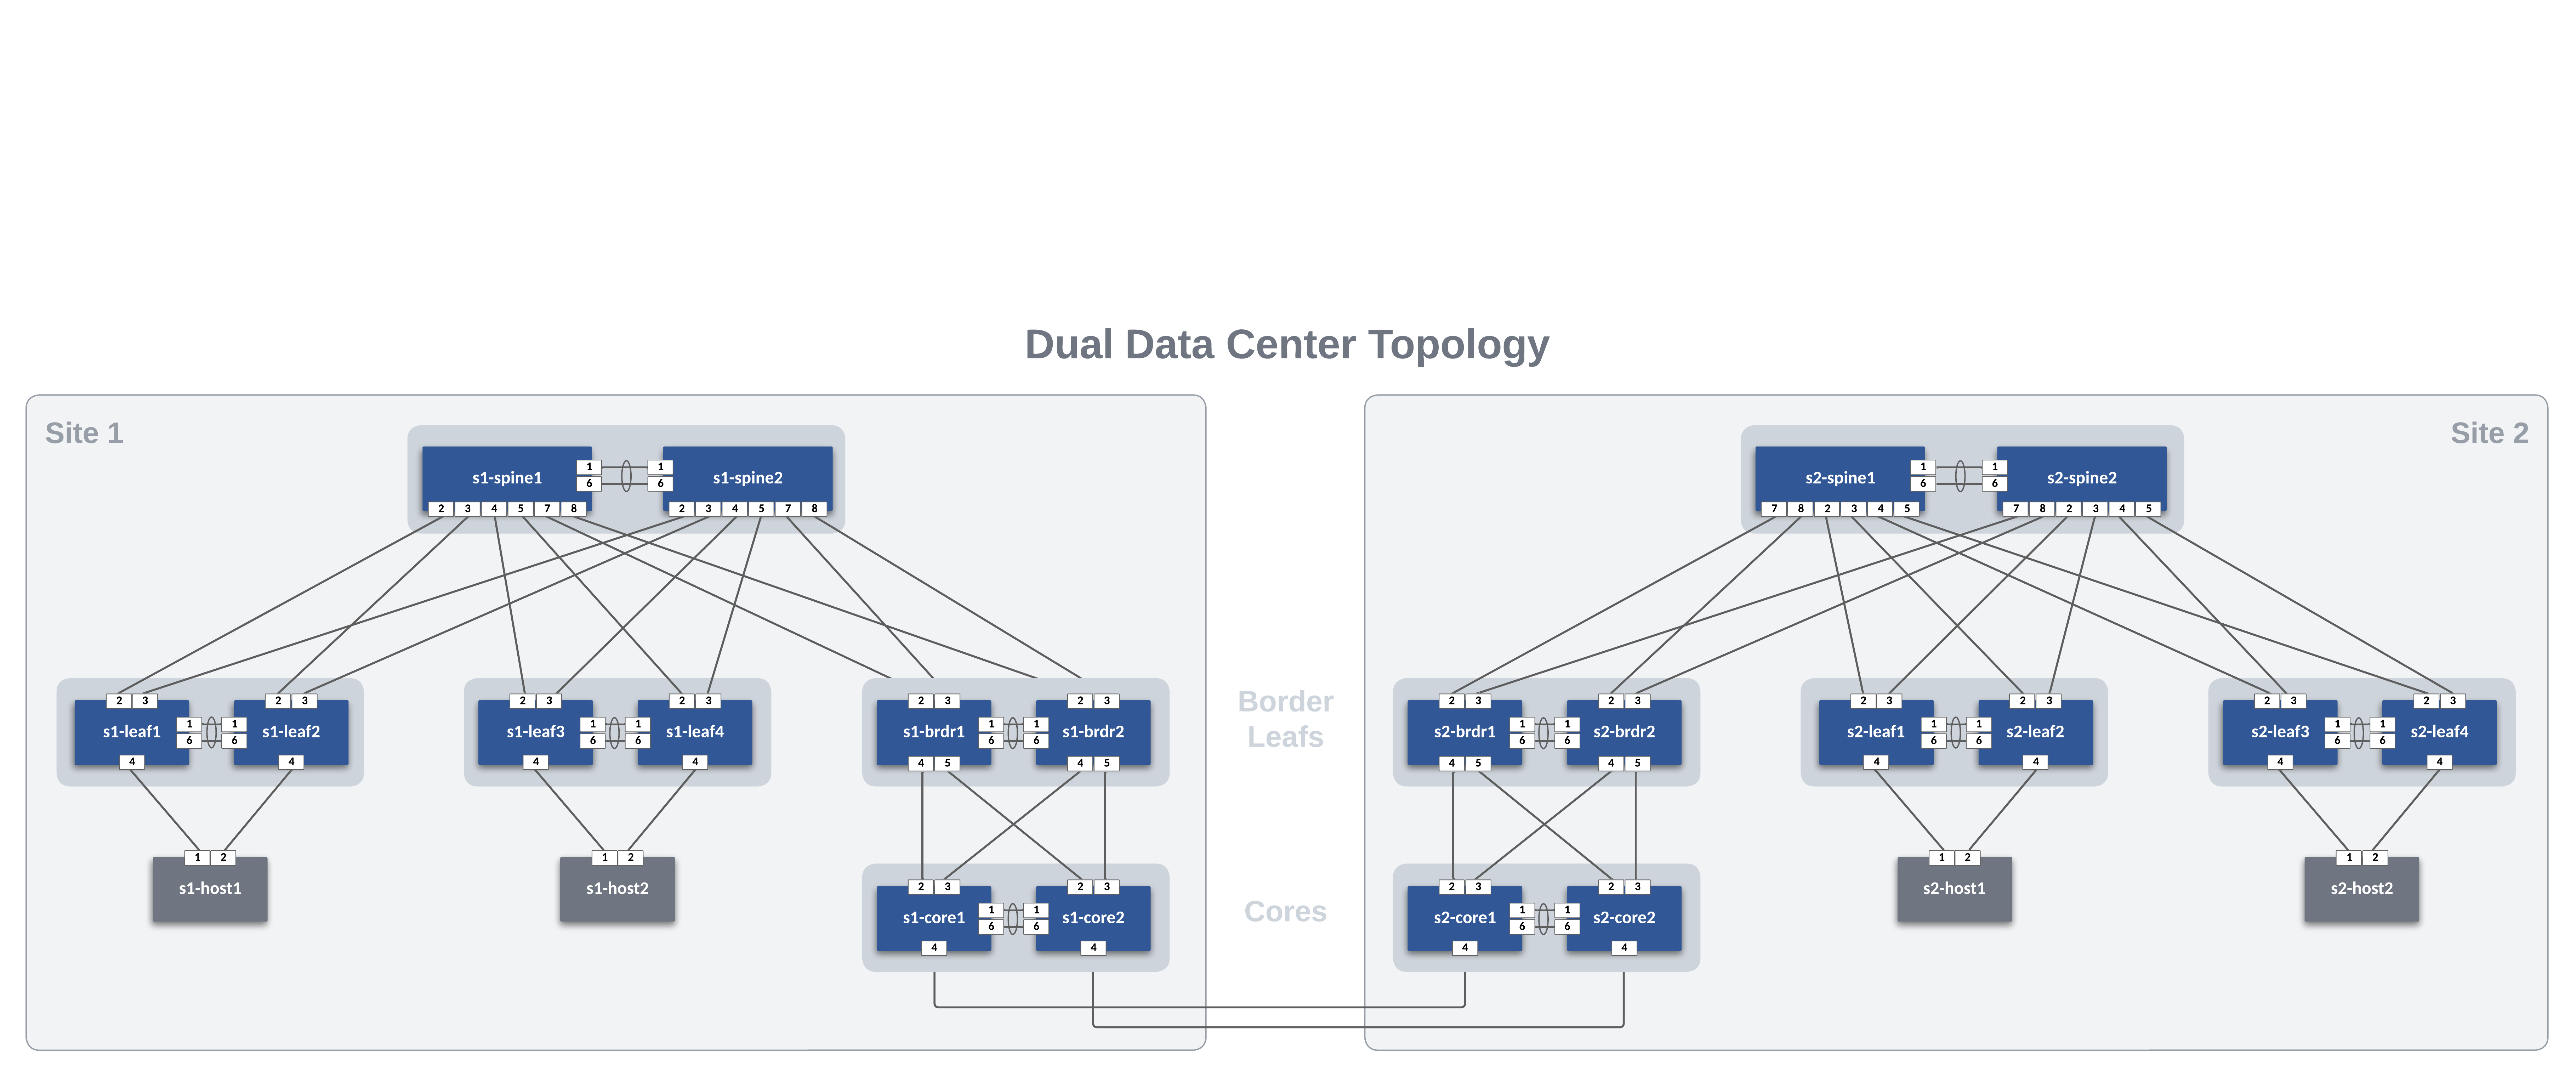 Dual Data Center Topology
Site 1
Site 2
s1-spine1 1 1 s1-spine2
6 6
2 3 4 5 7 8 2 3 4 5 7 8
s2-spine1 1 1 s2-spine2
6 6
7 8 2 3 4 5 7 8 2 3 4 5
2 3 2 3
s1-leaf1 1 1 s1-leaf2
6 6
4 4
2 3 2 3
s1-leaf3 1 1 s1-leaf4
6 6
4 4
2 3 2 3
s1-brdr1 1 1 s1-brdr2
6 6
4 5 4 5
Border
Leafs
2 3 2 3
s2-brdr1 1 1 s2-brdr2
6 6
4 5 4 5
2 3 2 3
s2-leaf1 1 1 s2-leaf2
6 6
4 4
2 3 2 3
s2-leaf3 1 1 s2-leaf4
6 6
4 4
1 2
s1-host1
1 2
s1-host2
2 3 2 3
s1-core1 1 1 s1-core2
6 6
4 4
Cores
2 3 2 3
s2-core1 1 1 s2-core2
6 6
4 4
1 2
s2-host1
1 2
s2-host2